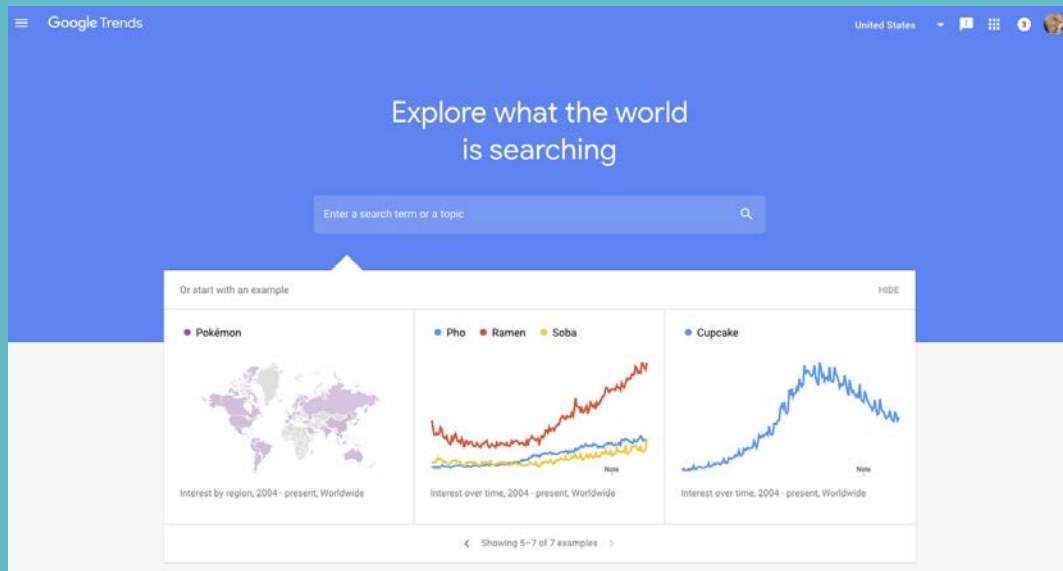 Google Trends
United States
Explore what the world
is searching
Enter a search term or a topic
Or start with an example
HIDE
Pokémon
Pho Ramen Soba
Cupcake
Note
Note
Interest by region, 2004 - present, Worldwide
Interest over time, 2004 - present, Worldwide
Interest over time, 2004 - present, Worldwide
Showing 5–7 of 7 examples